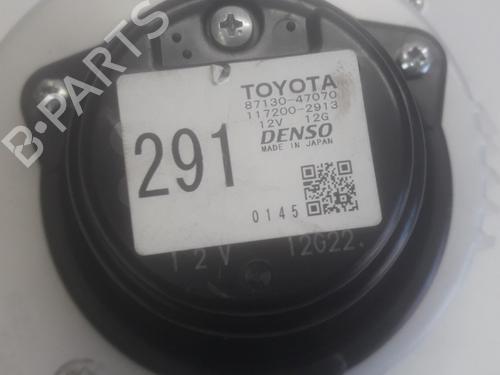 TOYOTA
87130-47070
117200-2913
12V 12G
DENSO
MADE IN JAPAN
291
0145
12V 12G22.
B-PARTS